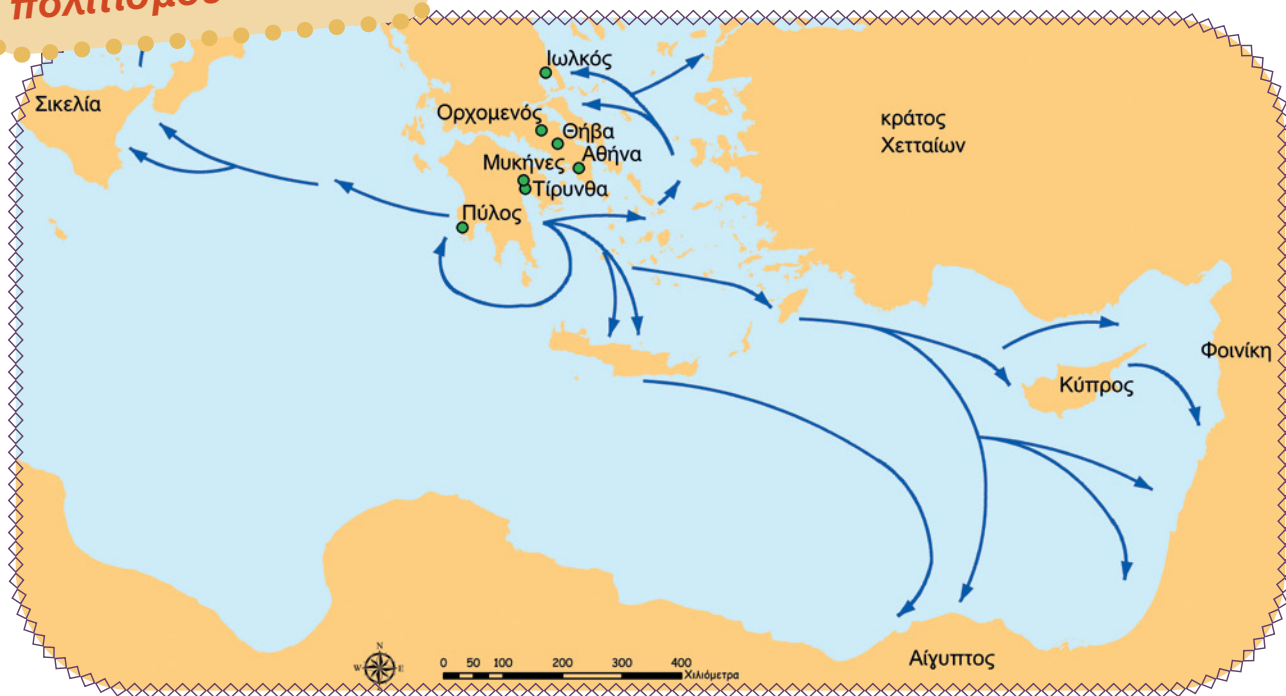 πολιτισμού
Ιωλκός
Σικελία
Ορχομενός
κράτος
Χετταίων
Θήβα
Αθήνα
Μυκήνες
Τίρυνθα
Πύλος
Φοινίκη
Κύπρος
Αίγυπτος
N
W E
0 50 100 200 300 400
Χιλιόμετρα